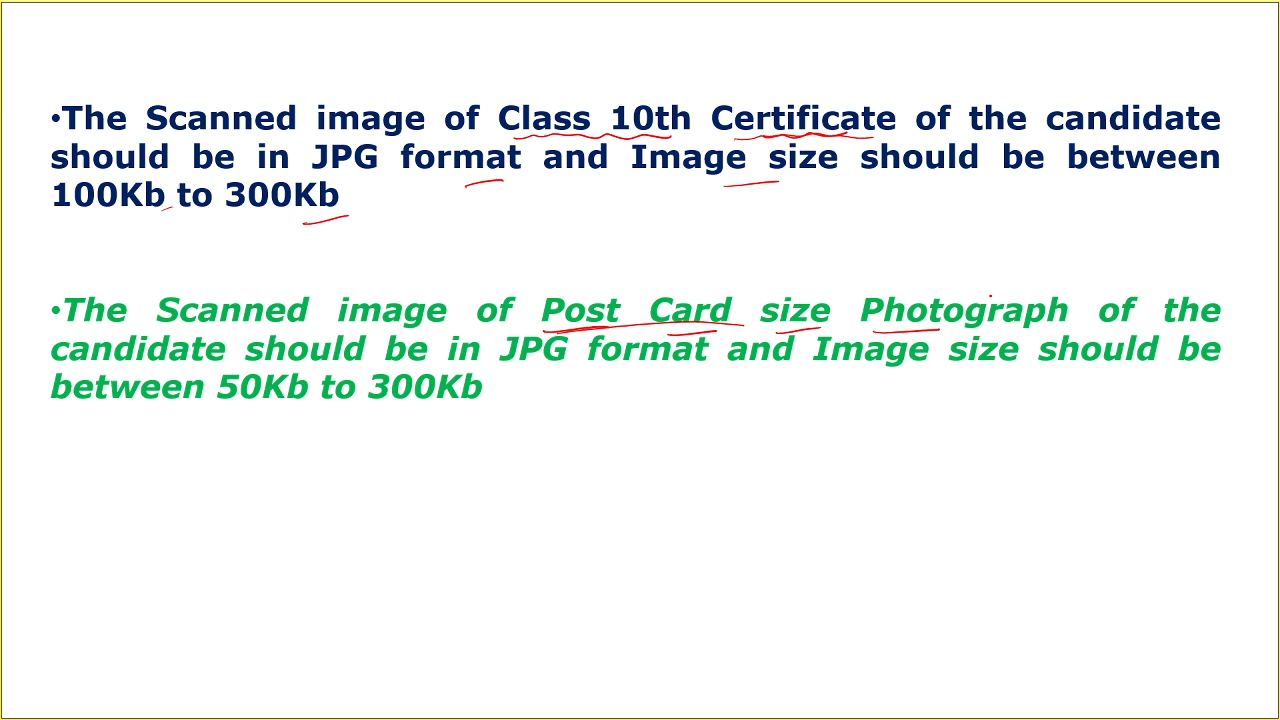 •The Scanned image of Class 10th Certificate of the candidate
should be in JPG format and Image size should be between
100Kb to 300Kb
•The Scanned image of Post Card size Photograph of the
candidate should be in JPG format and Image size should be
between 50Kb to 300Kb